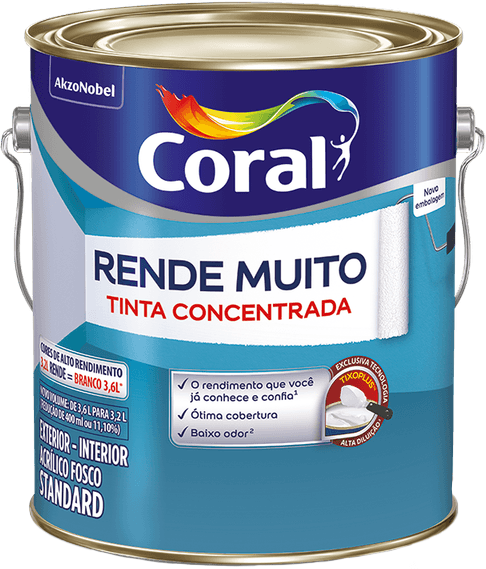 AkzoNobel
Coral
Nova
embalagem
RENDE MUITO
TINTA CONCENTRADA
CORES DE ALTO RENDIMENTO
3,2L RENDE = BRANCO 3,6L*
NOVO VOLUME: DE 3,6 L PARA 3,2 L
(REDUÇÃO DE 400 ml OU 11,10%)
EXTERIOR - INTERIOR
ACRÍLICO FOSCO
STANDARD
O rendimento que você
já conhece e confia¹
Ótima cobertura
Baixo odor²
EXCLUSIVA TECNOLOGIA
TIXOPLUS
ALTA DILUIÇÃO